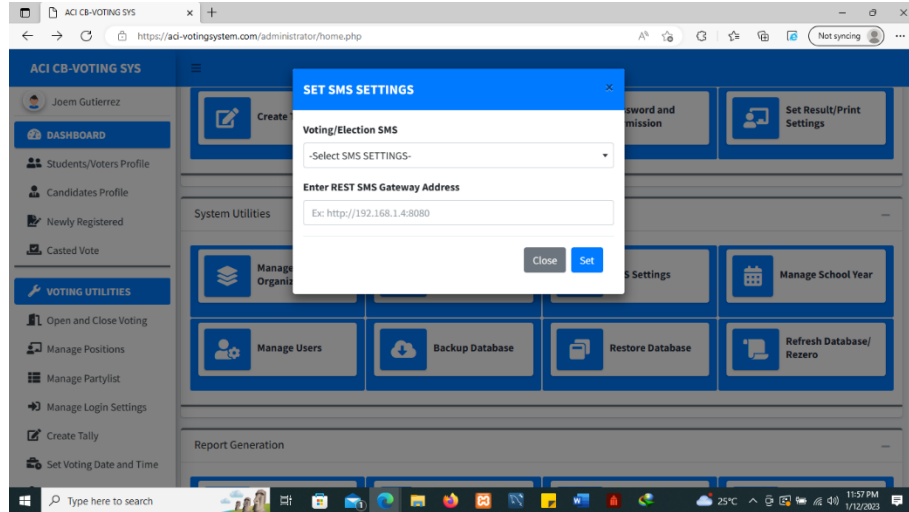 ACI CB-VOTING SYS
https://aci-votingsystem.com/administrator/home.php
Not syncing
ACI CB-VOTING SYS
Joem Gutierrez
DASHBOARD
Students/Voters Profile
Candidates Profile
Newly Registered
Casted Vote
VOTING UTILITIES
Open and Close Voting
Manage Positions
Manage Partylist
Manage Login Settings
Create Tally
Set Voting Date and Time
SET SMS SETTINGS
×
Voting/Election SMS
-Select SMS SETTINGS-
Enter REST SMS Gateway Address
Ex: http://192.168.1.4:8080
Close
Set
Create
Set Result/Print
Settings
System Utilities
Manage
Settings
Manage School Year
Manage Users
Backup Database
Restore Database
Refresh Database/
Rezero
Report Generation
Type here to search
25°C
11:57 PM
1/12/2023